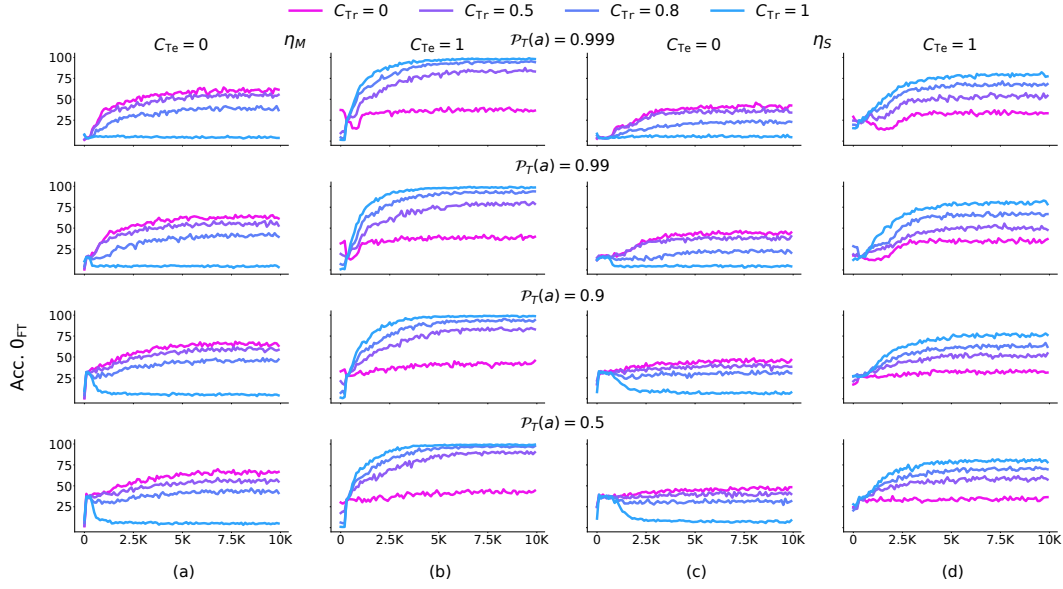 C_Tr = 0 C_Tr = 0.5 C_Tr = 0.8 C_Tr = 1
C_Te = 0 η_M C_Te = 1 P_T(a) = 0.999 C_Te = 0 η_S C_Te = 1
100
75
50
25
P_T(a) = 0.99
100
75
50
25
P_T(a) = 0.9
100
75
50
25
Acc. 0_FT
P_T(a) = 0.5
100
75
50
25
0 2.5K 5K 7.5K 10K 0 2.5K 5K 7.5K 10K 0 2.5K 5K 7.5K 10K 0 2.5K 5K 7.5K 10K
(a) (b) (c) (d)